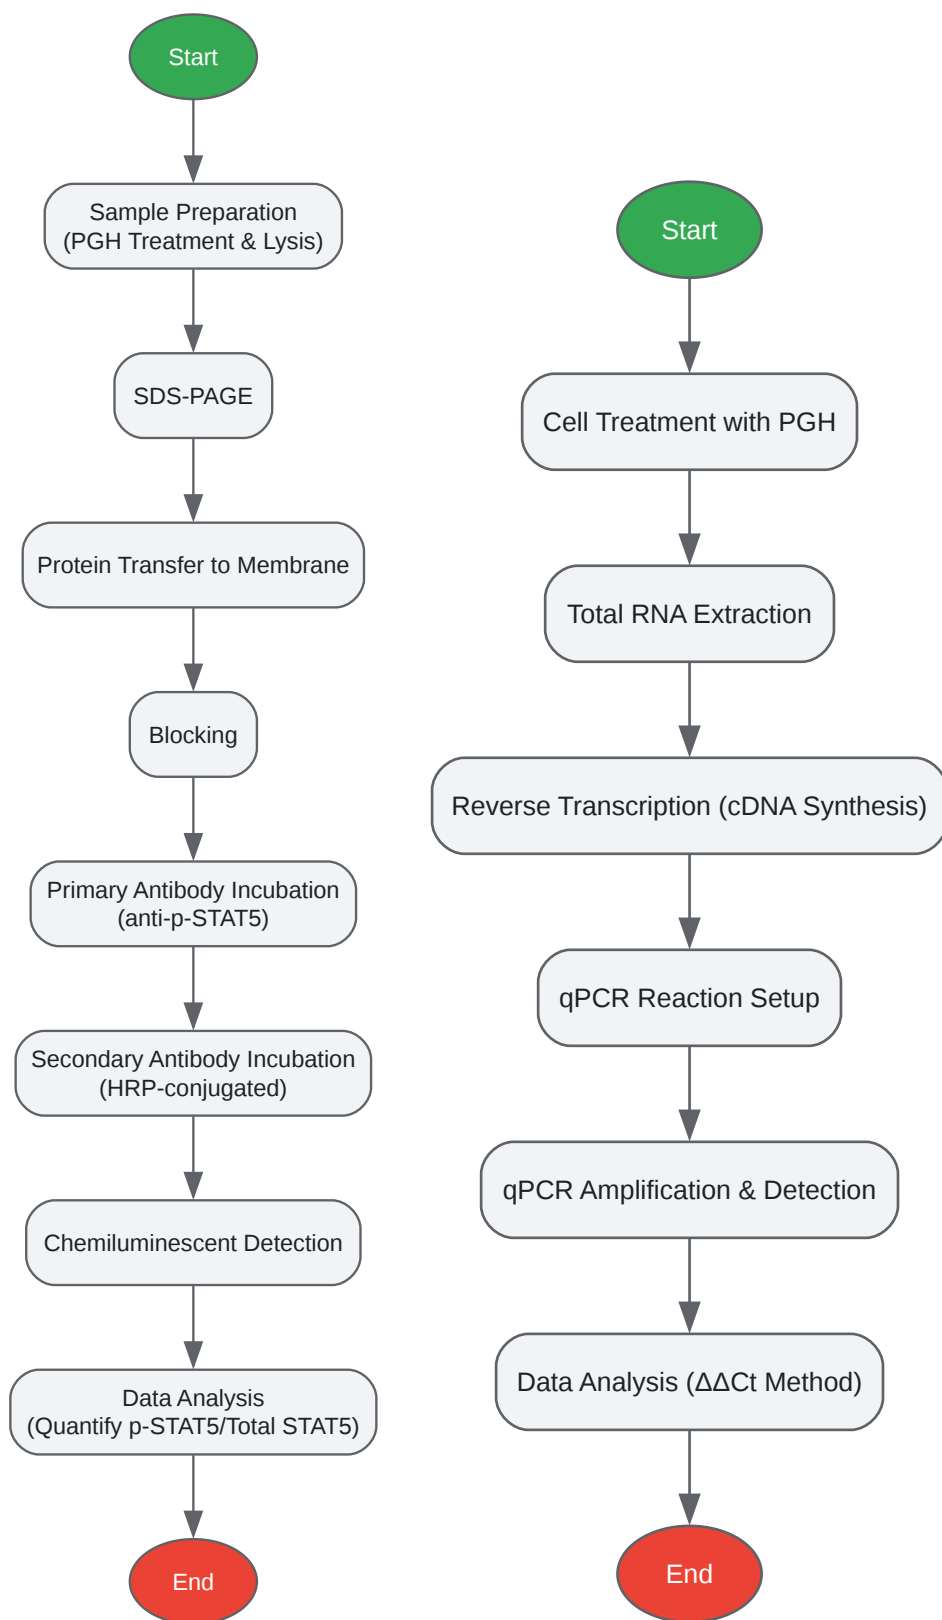 Start
Sample Preparation
(PGH Treatment & Lysis)
SDS-PAGE
Protein Transfer to Membrane
Blocking
Primary Antibody Incubation
(anti-p-STAT5)
Secondary Antibody Incubation
(HRP-conjugated)
Chemiluminescent Detection
Data Analysis
(Quantify p-STAT5/Total STAT5)
End
Start
Cell Treatment with PGH
Total RNA Extraction
Reverse Transcription (cDNA Synthesis)
qPCR Reaction Setup
qPCR Amplification & Detection
Data Analysis (ΔΔCt Method)
End